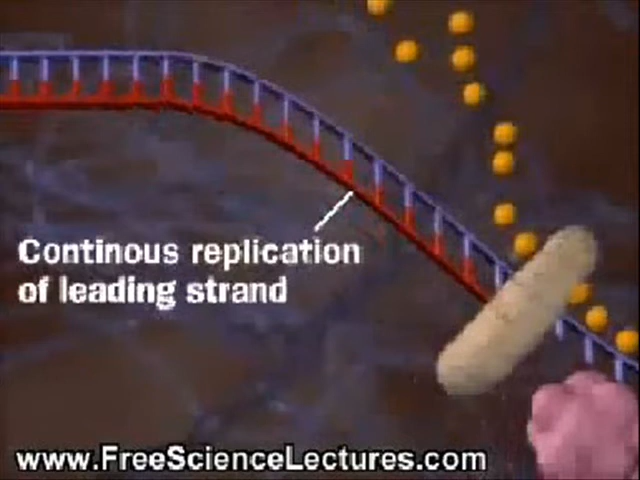 Continous replication
of leading strand
www.FreeScienceLectures.com